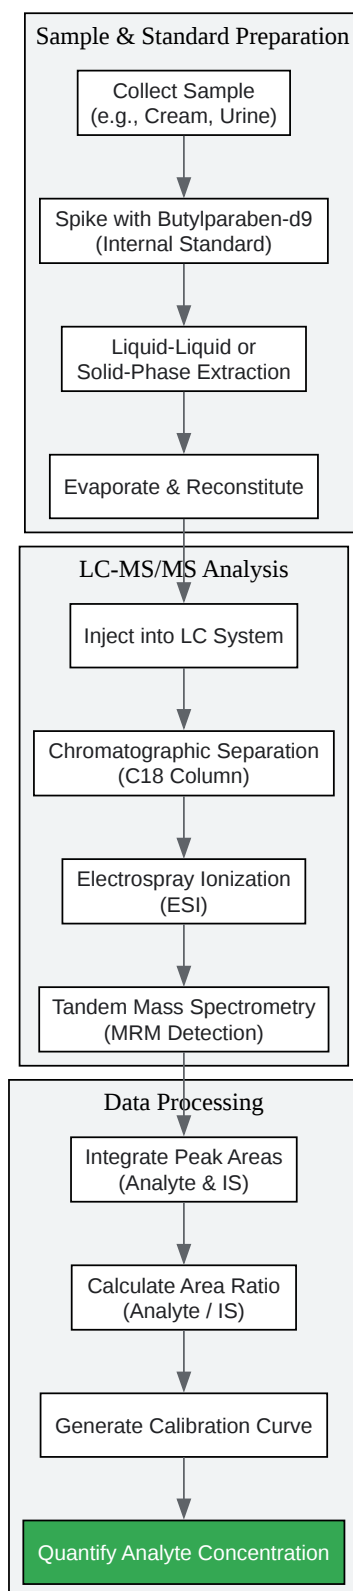 Sample & Standard Preparation
Collect Sample
(e.g., Cream, Urine)
Spike with Butylparaben-d9
(Internal Standard)
Liquid-Liquid or
Solid-Phase Extraction
Evaporate & Reconstitute
LC-MS/MS Analysis
Inject into LC System
Chromatographic Separation
(C18 Column)
Electrospray Ionization
(ESI)
Tandem Mass Spectrometry
(MRM Detection)
Data Processing
Integrate Peak Areas
(Analyte & IS)
Calculate Area Ratio
(Analyte / IS)
Generate Calibration Curve
Quantify Analyte Concentration